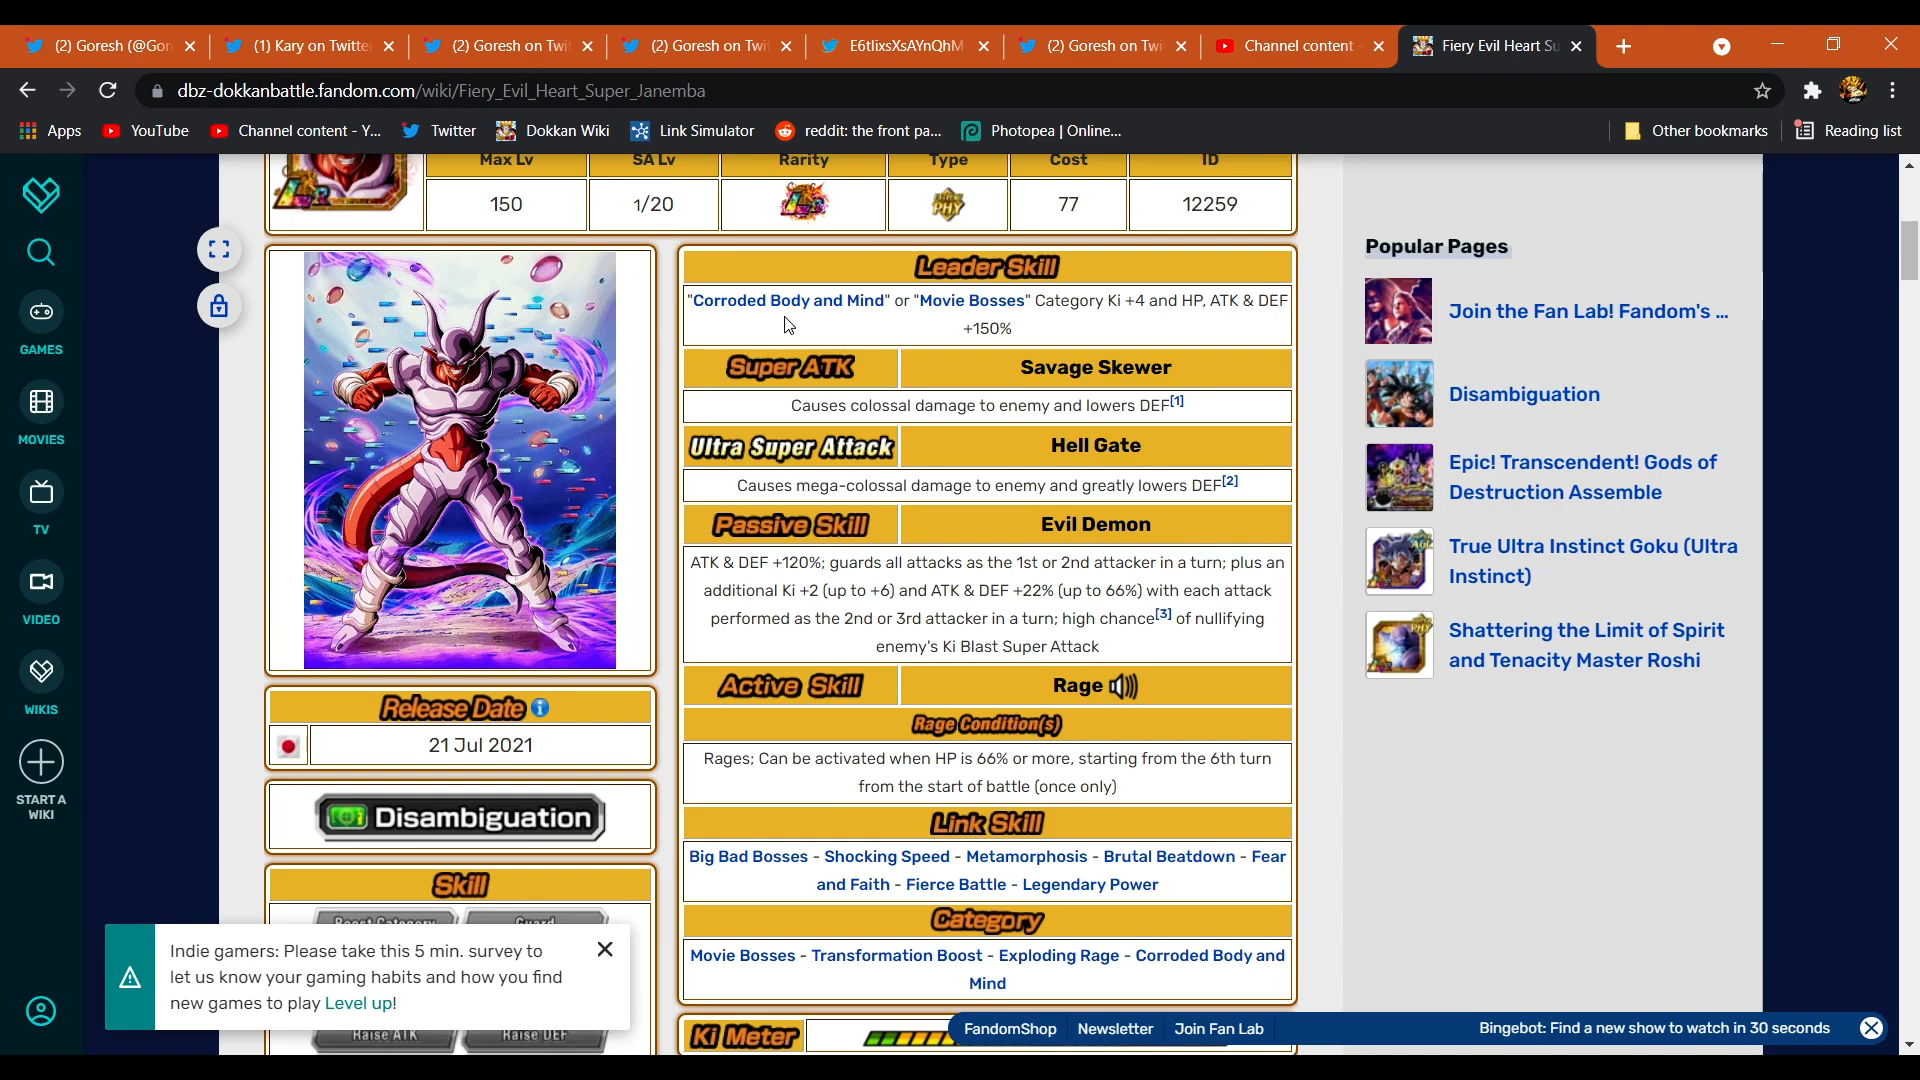 (2) Goresh (@Gor
(1) Kary on Twitte
(2) Goresh on Twi
(2) Goresh on Twi
E6tlixsXsAYnQhM
(2) Goresh on Twi
Channel content -
Fiery Evil Heart Su
dbz-dokkanbattle.fandom.com/wiki/Fiery_Evil_Heart_Super_Janemba
Apps
YouTube
Channel content - Y...
Twitter
Dokkan Wiki
Link Simulator
reddit: the front pa...
Photopea | Online...
Other bookmarks
Reading list
GAMES
MOVIES
TV
VIDEO
WIKIS
START A
WIKI
Max Lv
SA Lv
Rarity
Type
Cost
ID
150
1/20
LR
PHY
77
12259
Leader Skill
"Corroded Body and Mind" or "Movie Bosses" Category Ki +4 and HP, ATK & DEF
+150%
Super ATK
Savage Skewer
Causes colossal damage to enemy and lowers DEF[1]
Ultra Super Attack
Hell Gate
Causes mega-colossal damage to enemy and greatly lowers DEF[2]
Passive Skill
Evil Demon
ATK & DEF +120%; guards all attacks as the 1st or 2nd attacker in a turn; plus an
additional Ki +2 (up to +6) and ATK & DEF +22% (up to 66%) with each attack
performed as the 2nd or 3rd attacker in a turn; high chance[3] of nullifying
enemy's Ki Blast Super Attack
Active Skill
Rage
Rage Condition(s)
Rages; Can be activated when HP is 66% or more, starting from the 6th turn
from the start of battle (once only)
Link Skill
Big Bad Bosses - Shocking Speed - Metamorphosis - Brutal Beatdown - Fear
and Faith - Fierce Battle - Legendary Power
Category
Movie Bosses - Transformation Boost - Exploding Rage - Corroded Body and
Mind
Ki Meter
Release Date
21 Jul 2021
Disambiguation
Skill
Boost Category
Guard
Raise ATK
Raise DEF
Indie gamers: Please take this 5 min. survey to
let us know your gaming habits and how you find
new games to play Level up!
Popular Pages
Join the Fan Lab! Fandom's ...
Disambiguation
Epic! Transcendent! Gods of
Destruction Assemble
True Ultra Instinct Goku (Ultra
Instinct)
Shattering the Limit of Spirit
and Tenacity Master Roshi
FandomShop
Newsletter
Join Fan Lab
Bingebot: Find a new show to watch in 30 seconds